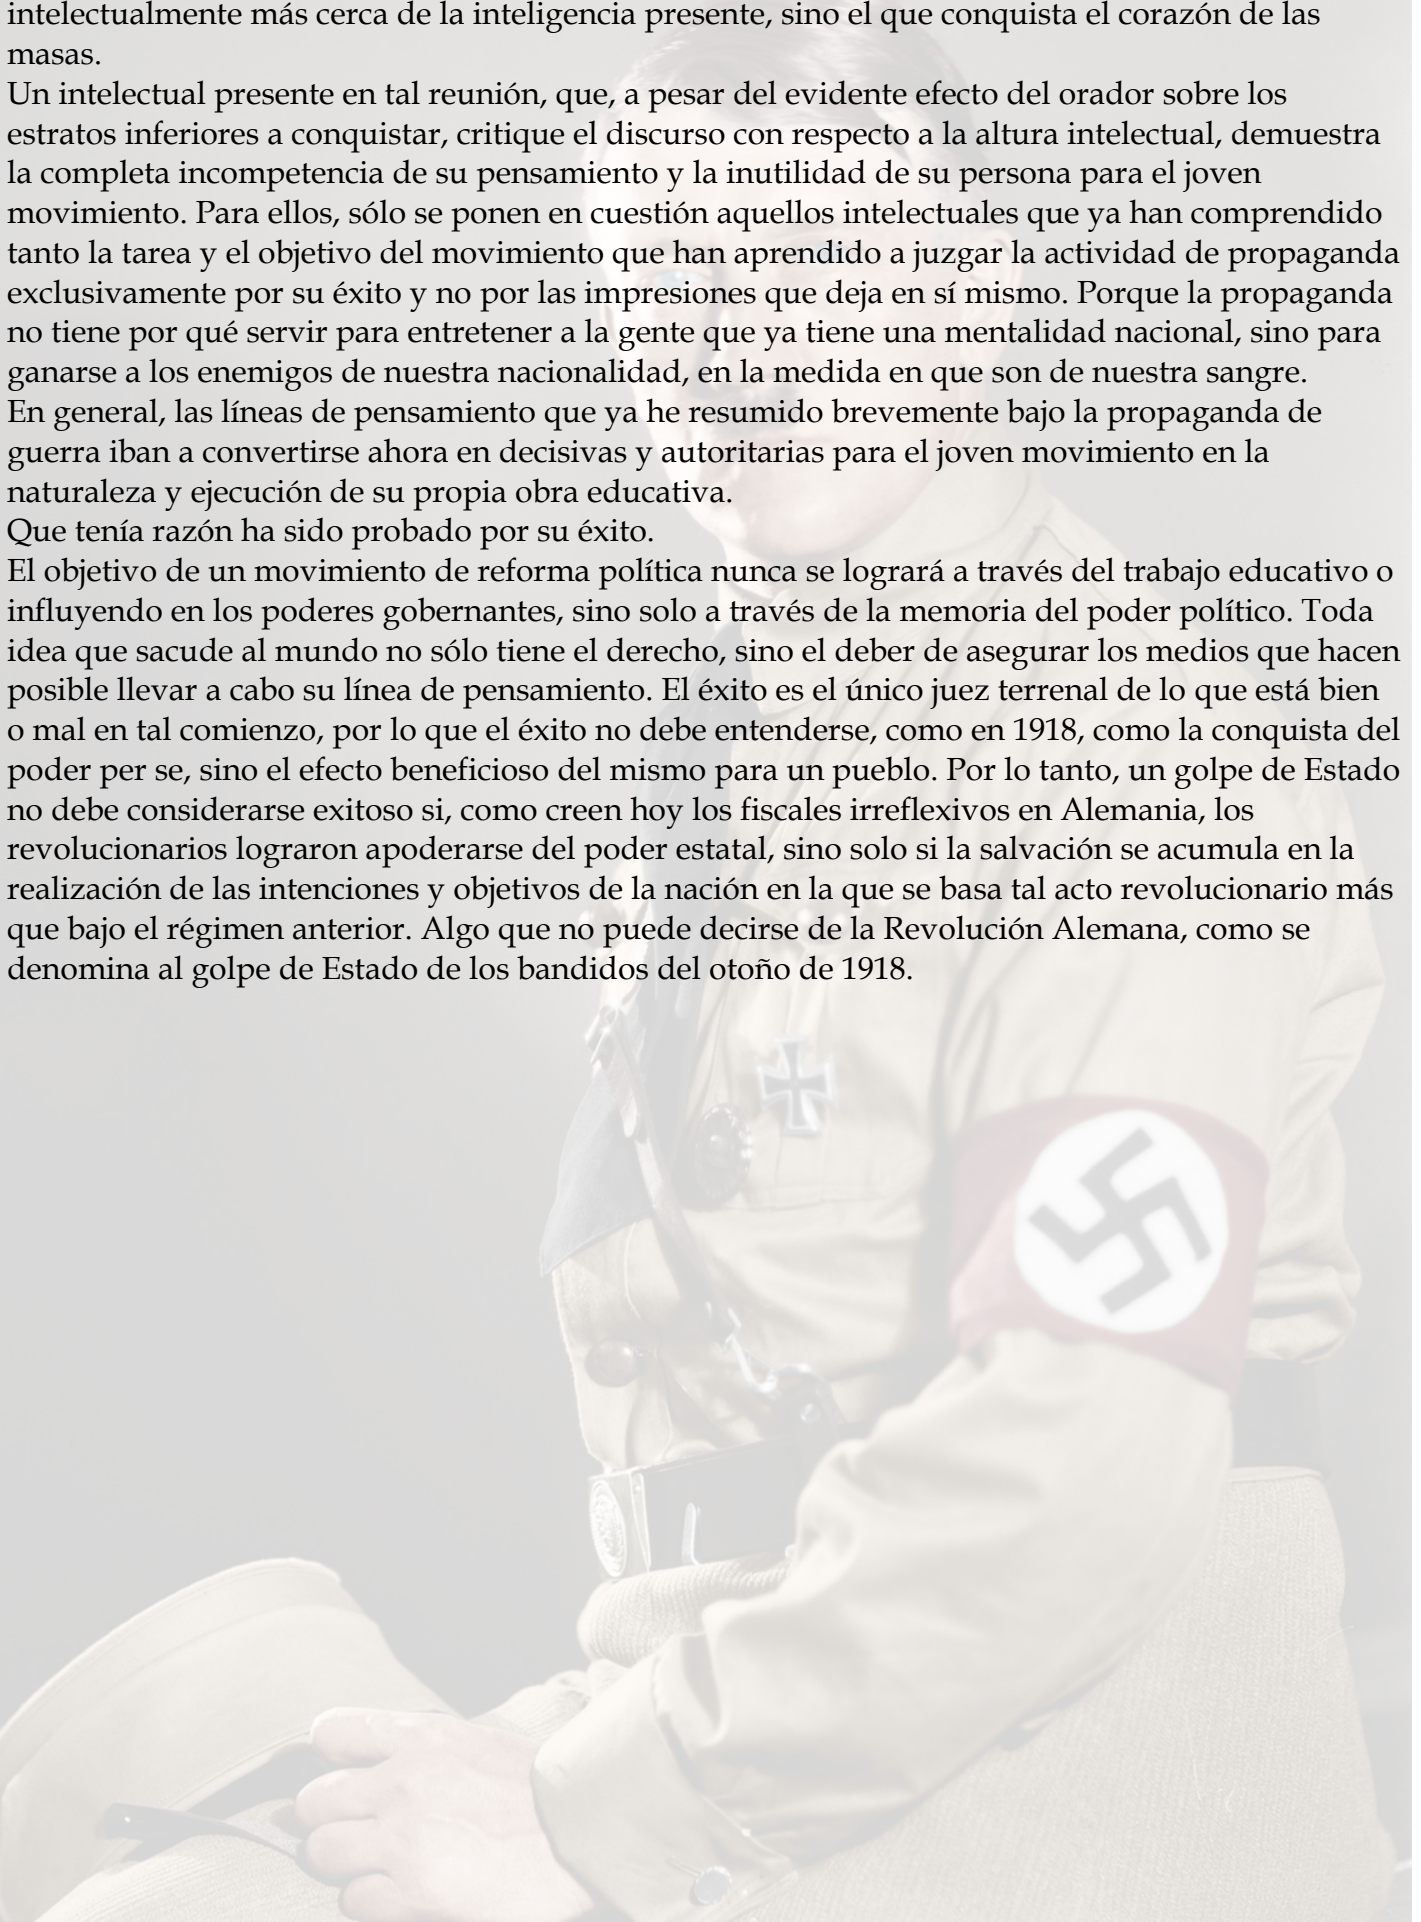 intelectualmente más cerca de la inteligencia presente, sino el que conquista el corazón de las
masas.
Un intelectual presente en tal reunión, que, a pesar del evidente efecto del orador sobre los
estratos inferiores a conquistar, critique el discurso con respecto a la altura intelectual, demuestra
la completa incompetencia de su pensamiento y la inutilidad de su persona para el joven
movimiento. Para ellos, sólo se ponen en cuestión aquellos intelectuales que ya han comprendido
tanto la tarea y el objetivo del movimiento que han aprendido a juzgar la actividad de propaganda
exclusivamente por su éxito y no por las impresiones que deja en sí mismo. Porque la propaganda
no tiene por qué servir para entretener a la gente que ya tiene una mentalidad nacional, sino para
ganarse a los enemigos de nuestra nacionalidad, en la medida en que son de nuestra sangre.
En general, las líneas de pensamiento que ya he resumido brevemente bajo la propaganda de
guerra iban a convertirse ahora en decisivas y autoritarias para el joven movimiento en la
naturaleza y ejecución de su propia obra educativa.
Que tenía razón ha sido probado por su éxito.
El objetivo de un movimiento de reforma política nunca se logrará a través del trabajo educativo o
influyendo en los poderes gobernantes, sino solo a través de la memoria del poder político. Toda
idea que sacude al mundo no sólo tiene el derecho, sino el deber de asegurar los medios que hacen
posible llevar a cabo su línea de pensamiento. El éxito es el único juez terrenal de lo que está bien
o mal en tal comienzo, por lo que el éxito no debe entenderse, como en 1918, como la conquista del
poder per se, sino el efecto beneficioso del mismo para un pueblo. Por lo tanto, un golpe de Estado
no debe considerarse exitoso si, como creen hoy los fiscales irreflexivos en Alemania, los
revolucionarios lograron apoderarse del poder estatal, sino solo si la salvación se acumula en la
realización de las intenciones y objetivos de la nación en la que se basa tal acto revolucionario más
que bajo el régimen anterior. Algo que no puede decirse de la Revolución Alemana, como se
denomina al golpe de Estado de los bandidos del otoño de 1918.